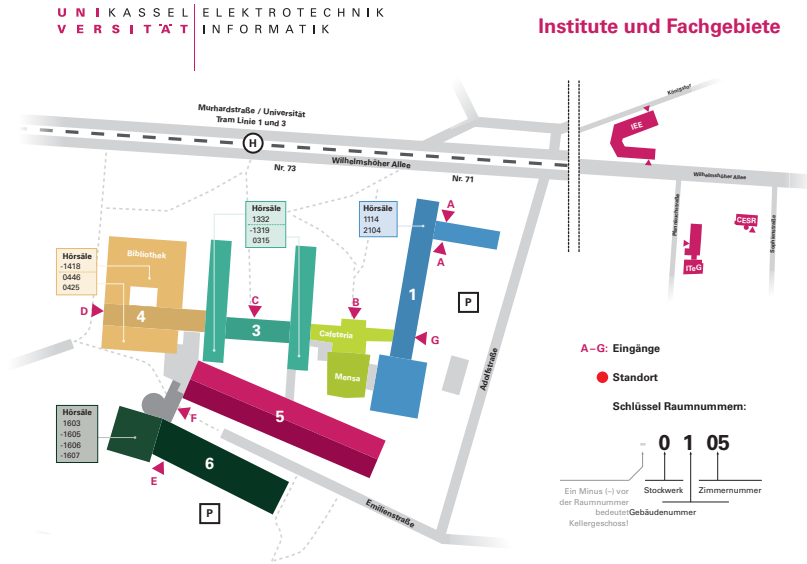 UNIKASSEL ELEKTROTECHNIK
VERSITÄT INFORMATIK
Institute und Fachgebiete
Murhardstraße / Universität
Tram Linie 1 und 3
H
Wilhelmshöher Allee
Nr. 73
Nr. 71
Königstor
IEE
Wilhelmshöher Allee
Sophienstraße
CESR
ITeG
Hörsäle
1332
-1319
0315
Hörsäle
1114
2104
A
A
Hörsäle
-1418
0446
0425
Bibliothek
D
4
C
3
B
Cafeteria
Mensa
1
G
P
Adolfstraße
A–G: Eingänge
Standort
Schlüssel Raumnummern:
– 0 1 05
Ein Minus (–) vor
der Raumnummer
bedeutet
Kellergeschoss!
Stockwerk
Zimmernummer
Gebäudenummer
Hörsäle
1603
-1605
-1606
-1607
F
5
6
E
P
Emilienstraße